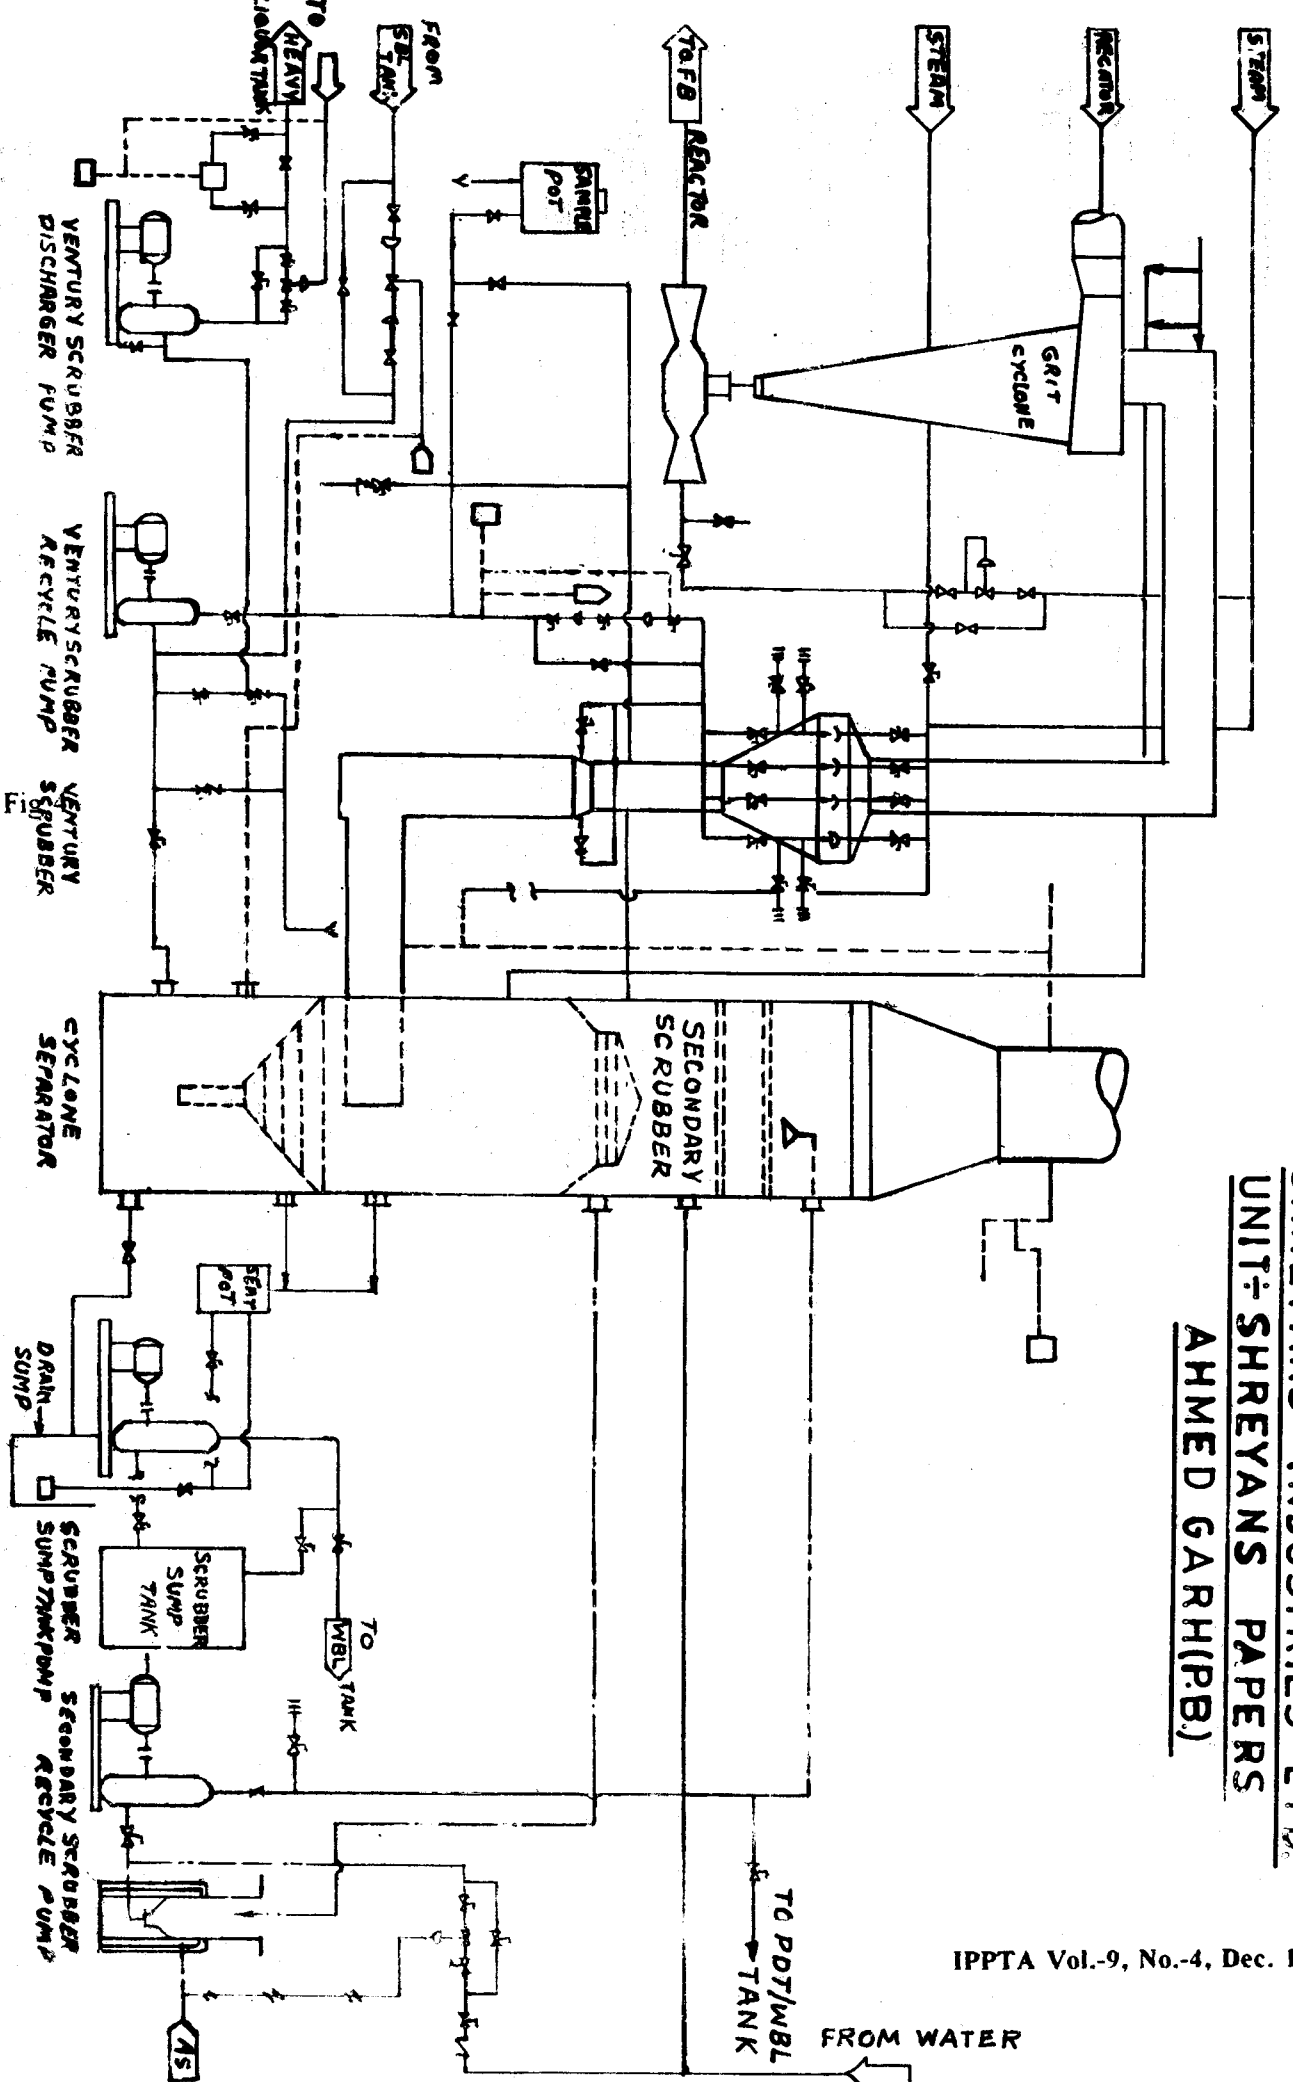 UNIT:- SHREYANS PAPERS
AHMED GARH(P.B.)
STEAM
REACTOR
STEAM
TO FB
REACTOR
FROM
SBL
TANK
TO
HEAVY
LIQUOR TANK
GRIT
CYCLONE
SAMPLE
POT
VENTURY SCRUBBER
DISCHARGER PUMP
VENTURY SCRUBBER
RECYCLE PUMP
VENTURY
SCRUBBER
SECONDARY
SCRUBBER
CYCLONE
SEPARATOR
SEAT
POT
DRAIN
SUMP
SCRUBBER
SUMP
TANK
TO
WBL
TANK
SCRUBBER
SUMP TANK PUMP
SECONDARY SCRUBBER
RECYCLE PUMP
TO PDT/WBL
TANK
FROM WATER
AS
Fig.
IPPTA Vol.-9, No.-4, Dec.